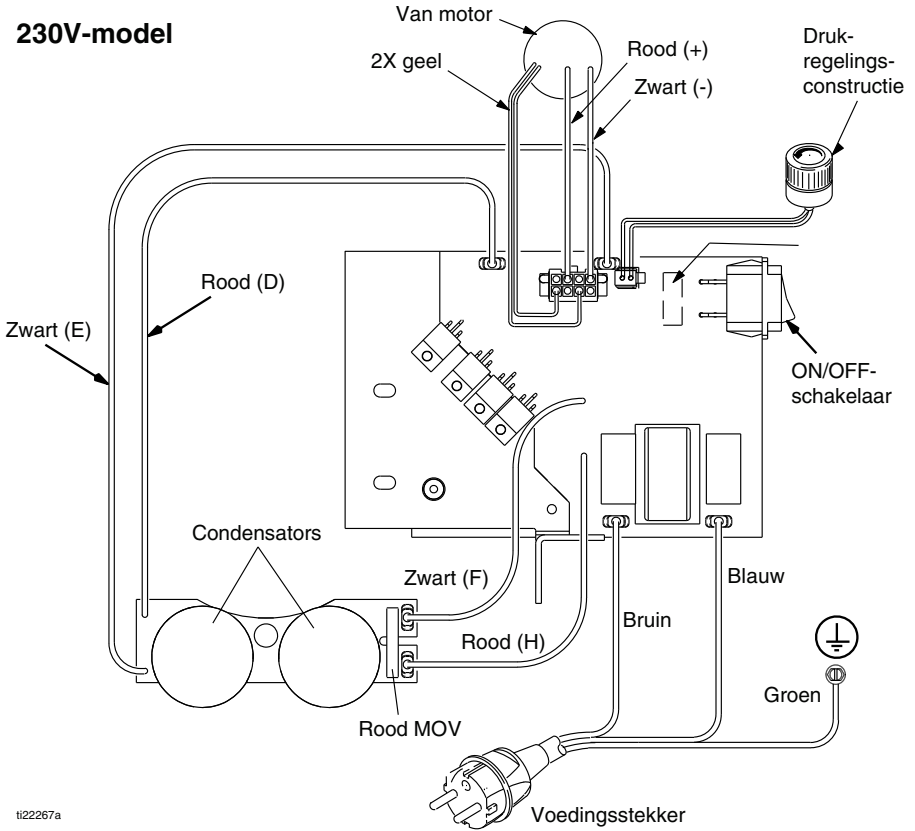 230V-model
Van motor
2X geel
Rood (+)
Zwart (-)
Druk-
regelings-
constructie
Rood (D)
Zwart (E)
ON/OFF-
schakelaar
Condensators
Zwart (F)
Rood (H)
Blauw
Bruin
Groen
Rood MOV
Voedingsstekker
ti22267a